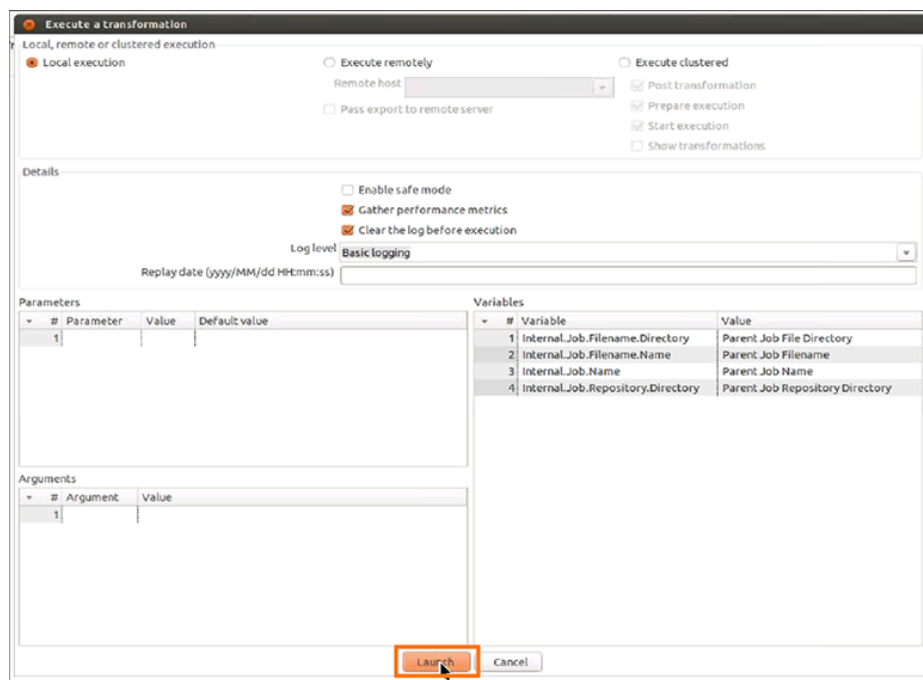 Execute a transformation
Local, remote or clustered execution
Local execution
Execute remotely
Execute clustered
Remote host
Post transformation
Pass export to remote server
Prepare execution
Start execution
Show transformations
Details
Enable safe mode
Gather performance metrics
Clear the log before execution
Log level Basic logging
Replay date (yyyy/MM/dd HH:mm:ss)
Parameters
# Parameter Value Default value
1
Variables
# Variable Value
1 Internal.Job.Filename.Directory Parent Job File Directory
2 Internal.Job.Filename.Name Parent Job Filename
3 Internal.Job.Name Parent Job Name
4 Internal.Job.Repository.Directory Parent Job Repository Directory
Arguments
# Argument Value
1
Launch Cancel